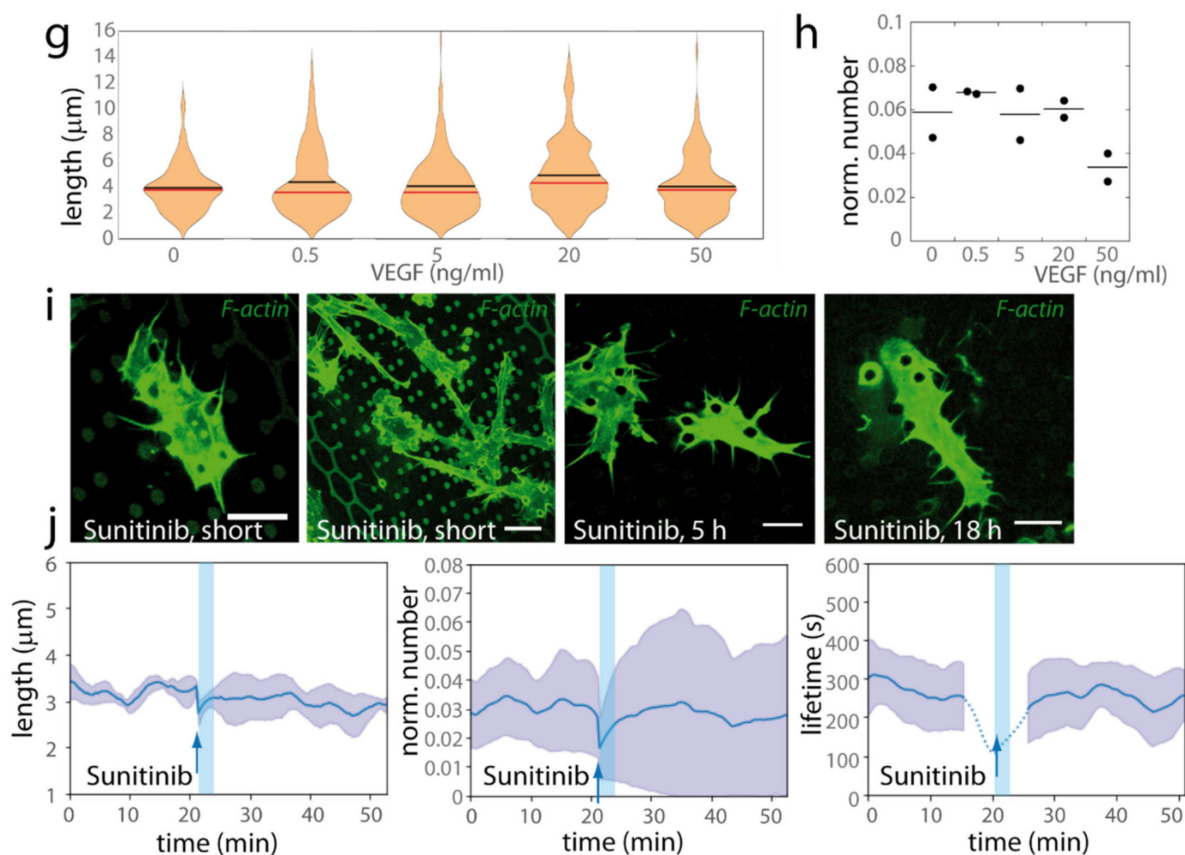 g
16
14
12
10
8
6
4
2
0
length (μm)
0 0.5 5 20 50
VEGF (ng/ml)
h
0.1
0.08
0.06
0.04
0.02
0
norm. number
0 0.5 5 20 50
VEGF (ng/ml)
i
F-actin F-actin F-actin F-actin
Sunitinib, short Sunitinib, short Sunitinib, 5 h Sunitinib, 18 h
j
6
5
4
3
2
1
length (μm)
Sunitinib
0 10 20 30 40 50
time (min)
0.08
0.07
0.06
0.05
0.04
0.03
0.02
0.01
0
norm. number
Sunitinib
0 10 20 30 40 50
time (min)
600
500
400
300
200
100
0
lifetime (s)
Sunitinib
0 10 20 30 40 50
time (min)